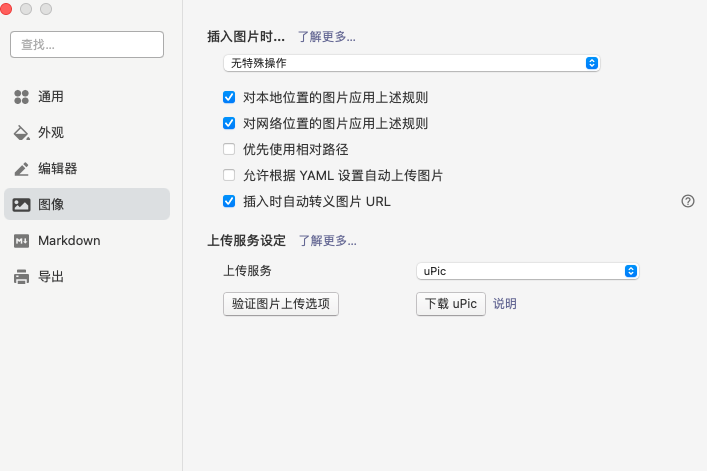 查找...
通用
外观
编辑器
图像
Markdown
导出
插入图片时... 了解更多...
无特殊操作
对本地位置的图片应用上述规则
对网络位置的图片应用上述规则
优先使用相对路径
允许根据 YAML 设置自动上传图片
插入时自动转义图片 URL
上传服务设定 了解更多...
上传服务 uPic
验证图片上传选项 下载 uPic 说明